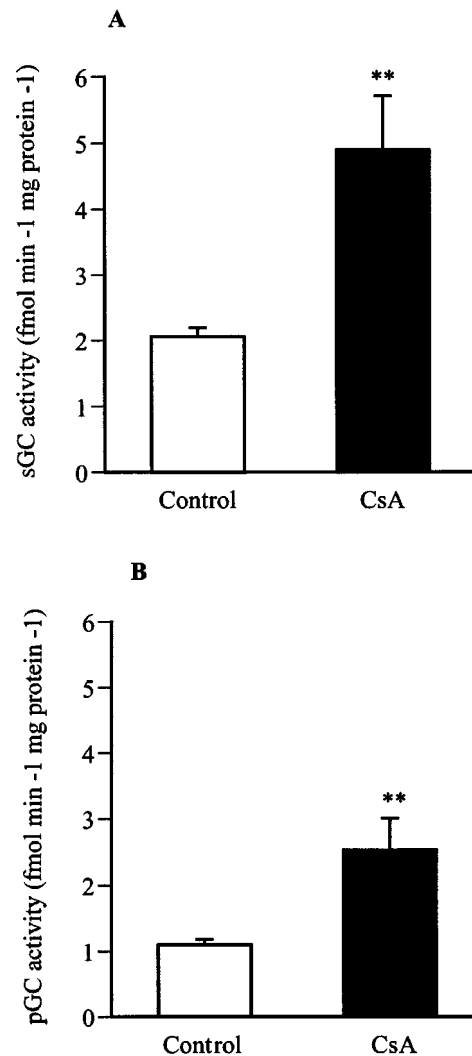 A
sGC activity (fmol min -1 mg protein -1)
6
5
4
3
2
1
0
**
Control
CsA
B
pGC activity (fmol min -1 mg protein -1)
6
5
4
3
2
1
0
**
Control
CsA